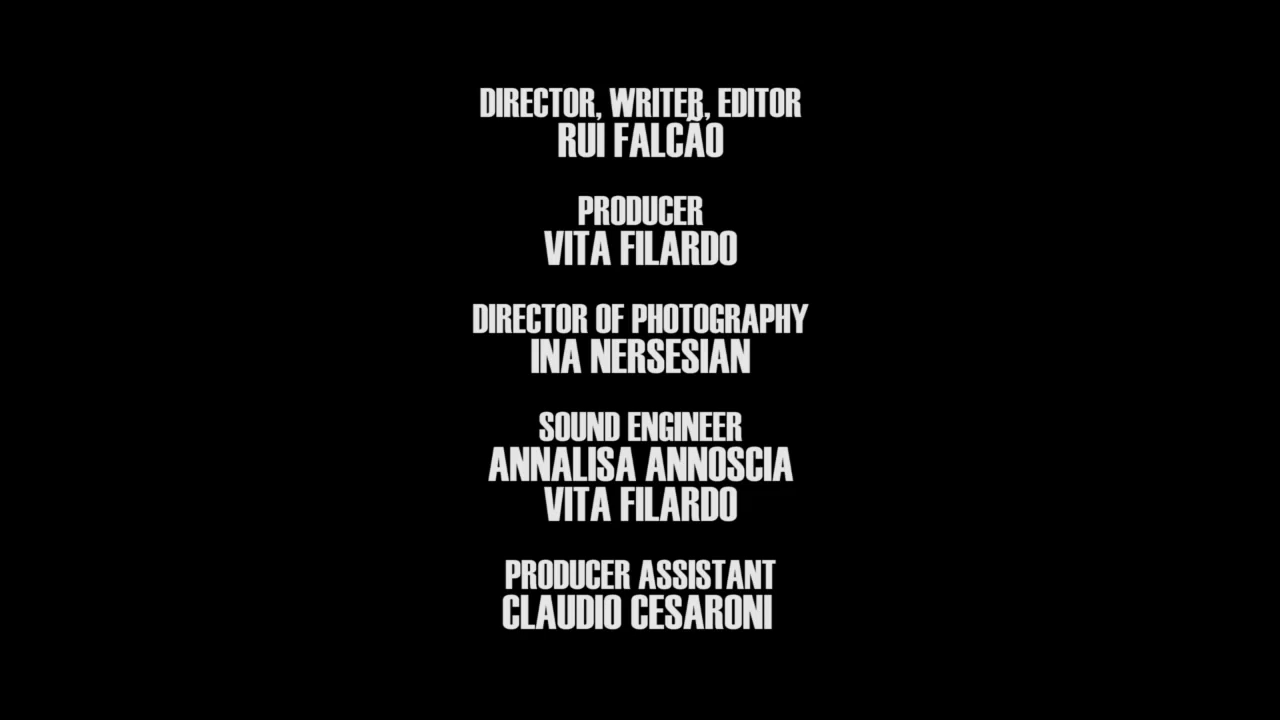 DIRECTOR, WRITER, EDITOR
RUI FALCÃO
PRODUCER
VITA FILARDO
DIRECTOR OF PHOTOGRAPHY
INA NERSESIAN
SOUND ENGINEER
ANNALISA ANNOSCIA
VITA FILARDO
PRODUCER ASSISTANT
CLAUDIO CESARONI